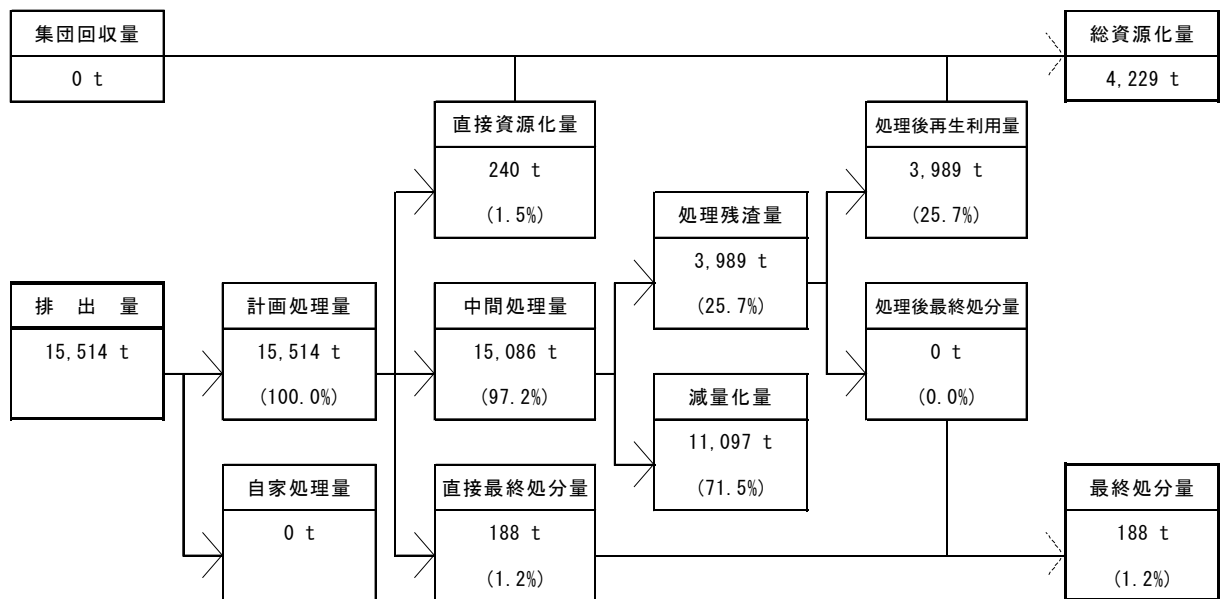 集団回収量
0 t
総資源化量
4,229 t
直接資源化量
240 t
(1.5%)
処理後再生利用量
3,989 t
(25.7%)
処理残渣量
3,989 t
(25.7%)
排 出 量
15,514 t
計画処理量
15,514 t
(100.0%)
中間処理量
15,086 t
(97.2%)
処理後最終処分量
0 t
(0.0%)
減量化量
11,097 t
(71.5%)
自家処理量
0 t
直接最終処分量
188 t
(1.2%)
最終処分量
188 t
(1.2%)